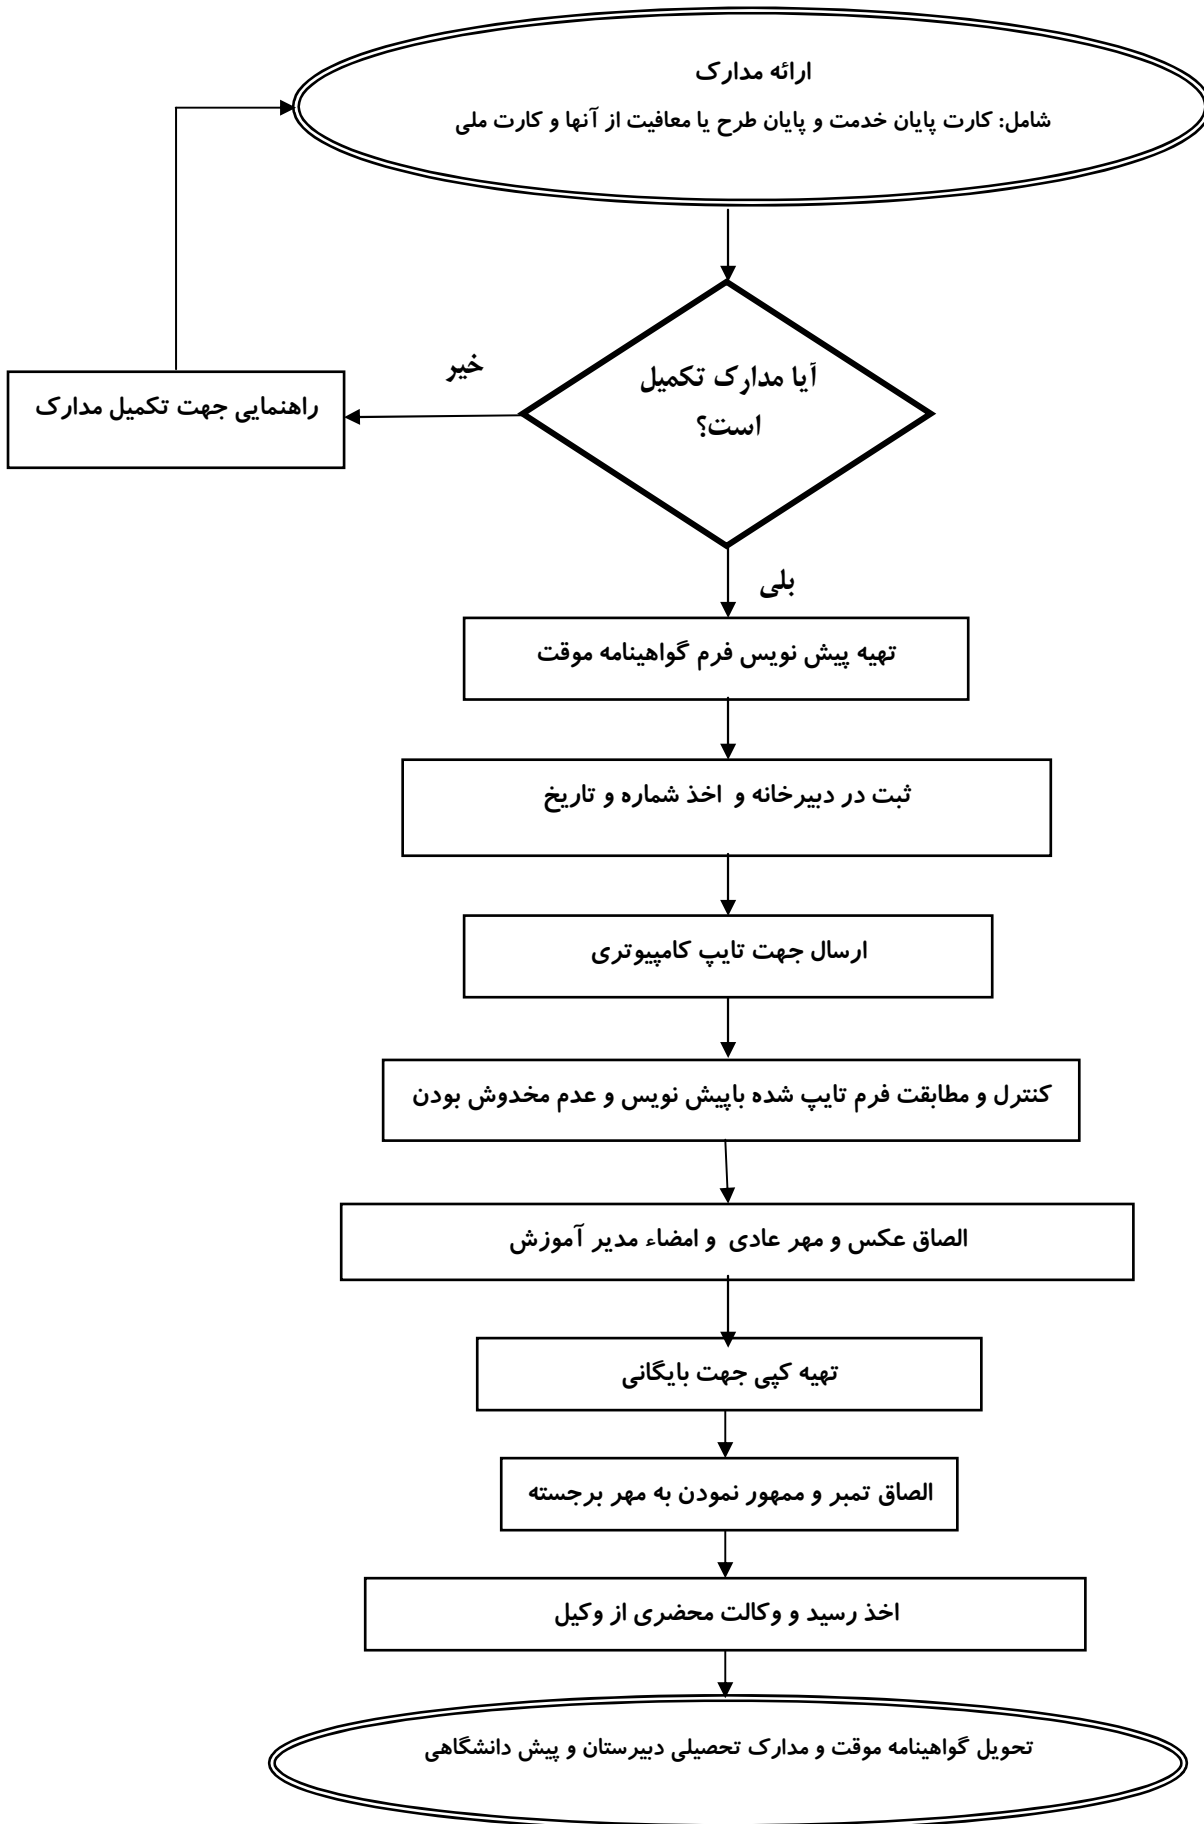 ارائه مدارک
شامل: کارت پایان خدمت و پایان طرح یا معافیت از آنها و کارت ملی
آیا مدارک تکمیل
است؟
خیر
راهنمایی جهت تکمیل مدارک
بلی
تهیه پیش نویس فرم گواهینامه موقت
ثبت در دبیرخانه و اخذ شماره و تاریخ
ارسال جهت تایپ کامپیوتری
کنترل و مطابقت فرم تایپ شده باپیش نویس و عدم مخدوش بودن
الصاق عکس و مهر عادی و امضاء مدیر آموزش
تهیه کپی جهت بایگانی
الصاق تمبر و ممهور نمودن به مهر برجسته
اخذ رسید و وکالت محضری از وکیل
تحویل گواهینامه موقت و مدارک تحصیلی دبیرستان و پیش دانشگاهی